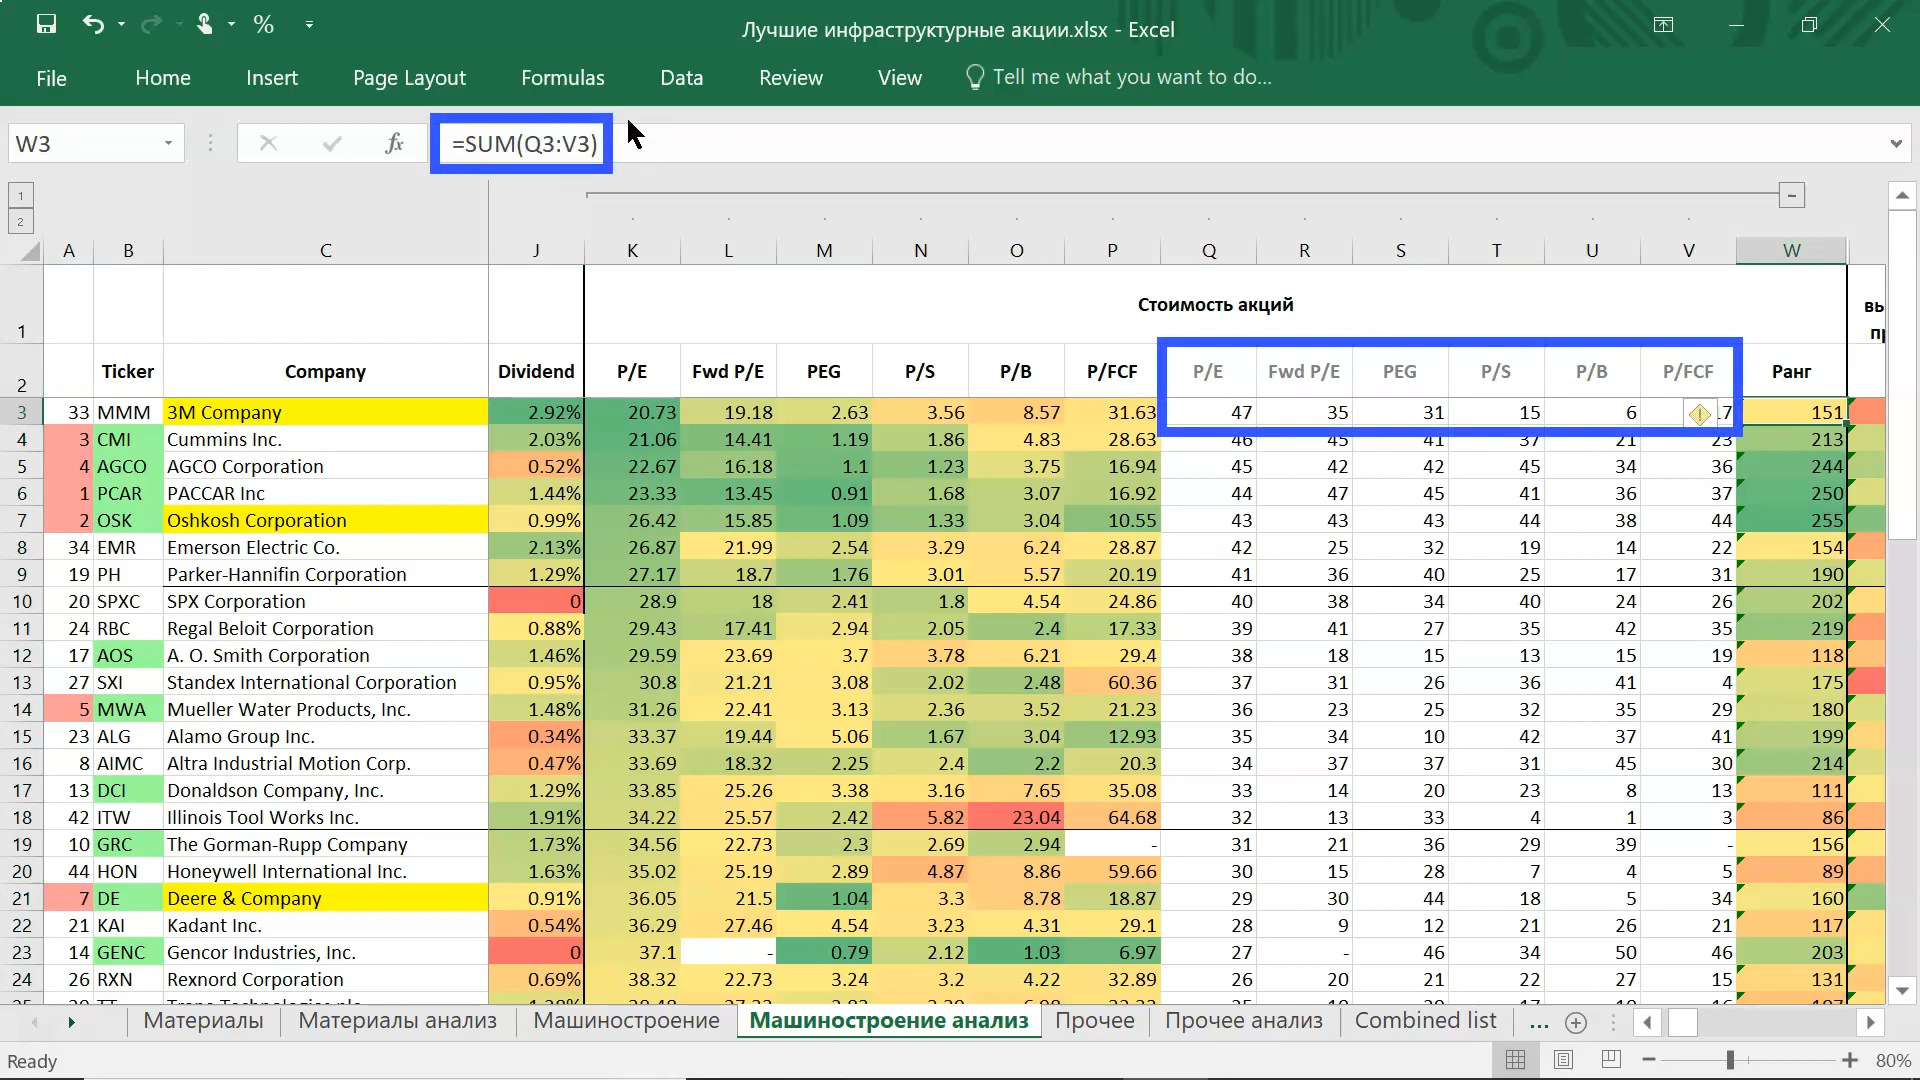 %
Лучшие инфраструктурные акции.xlsx - Excel
File Home Insert Page Layout Formulas Data Review View Tell me what you want to do...
W3 fx =SUM(Q3:V3)
1
2
A B C J K L M N O P Q R S T U V W
1 Стоимость акций
2 Ticker Company Dividend P/E Fwd P/E PEG P/S P/B P/FCF P/E Fwd P/E PEG P/S P/B P/FCF Ранг
3 33 MMM 3M Company 2.92% 20.73 19.18 2.63 3.56 8.57 31.63 47 35 31 15 6 151
4 3 CMI Cummins Inc. 2.03% 21.06 14.41 1.19 1.86 4.83 28.63 46 45 41 37 21 23 213
5 4 AGCO AGCO Corporation 0.52% 22.67 16.18 1.1 1.23 3.75 16.94 45 42 42 45 34 36 244
6 1 PCAR PACCAR Inc 1.44% 23.33 13.45 0.91 1.68 3.07 16.92 44 47 45 41 36 37 250
7 2 OSK Oshkosh Corporation 0.99% 26.42 15.85 1.09 1.33 3.04 10.55 43 43 43 44 38 44 255
8 34 EMR Emerson Electric Co. 2.13% 26.87 21.99 2.54 3.29 6.24 28.87 42 25 32 19 14 22 154
9 19 PH Parker-Hannifin Corporation 1.29% 27.17 18.7 1.76 3.01 5.57 20.19 41 36 40 25 17 31 190
10 20 SPXC SPX Corporation 0 28.9 18 2.41 1.8 4.54 24.86 40 38 34 40 24 26 202
11 24 RBC Regal Beloit Corporation 0.88% 29.43 17.41 2.94 2.05 2.4 17.33 39 41 27 35 42 35 219
12 17 AOS A. O. Smith Corporation 1.46% 29.59 23.69 3.7 3.78 6.21 29.4 38 18 15 13 15 19 118
13 27 SXI Standex International Corporation 0.95% 30.8 21.21 3.08 2.02 2.48 60.36 37 31 26 36 41 4 175
14 5 MWA Mueller Water Products, Inc. 1.48% 31.26 22.41 3.13 2.36 3.52 21.23 36 23 25 32 35 29 180
15 23 ALG Alamo Group Inc. 0.34% 33.37 19.44 5.06 1.67 3.04 12.93 35 34 10 42 37 41 199
16 8 AIMC Altra Industrial Motion Corp. 0.47% 33.69 18.32 2.25 2.4 2.2 20.3 34 37 37 31 45 30 214
17 13 DCI Donaldson Company, Inc. 1.29% 33.85 25.26 3.38 3.16 7.65 35.08 33 14 20 23 8 13 111
18 42 ITW Illinois Tool Works Inc. 1.91% 34.22 25.57 2.42 5.82 23.04 64.68 32 13 33 4 1 3 86
19 10 GRC The Gorman-Rupp Company 1.73% 34.56 22.73 2.3 2.69 2.94 - 31 21 36 29 39 - 156
20 44 HON Honeywell International Inc. 1.63% 35.02 25.19 2.89 4.87 8.86 59.66 30 15 28 7 4 5 89
21 7 DE Deere & Company 0.91% 36.05 21.5 1.04 3.3 8.78 18.87 29 30 44 18 5 34 160
22 21 KAI Kadant Inc. 0.54% 36.29 27.46 4.54 3.23 4.31 29.1 28 9 12 21 26 21 117
23 14 GENC Gencor Industries, Inc. 0 37.1 - 0.79 2.12 1.03 6.97 27 - 46 34 50 46 203
24 26 RXN Rexnord Corporation 0.69% 38.32 22.73 3.24 3.2 4.22 32.89 26 20 21 22 27 15 131
Материалы Материалы анализ Машиностроение Машиностроение анализ Прочее Прочее анализ Combined list ...
Ready 80%